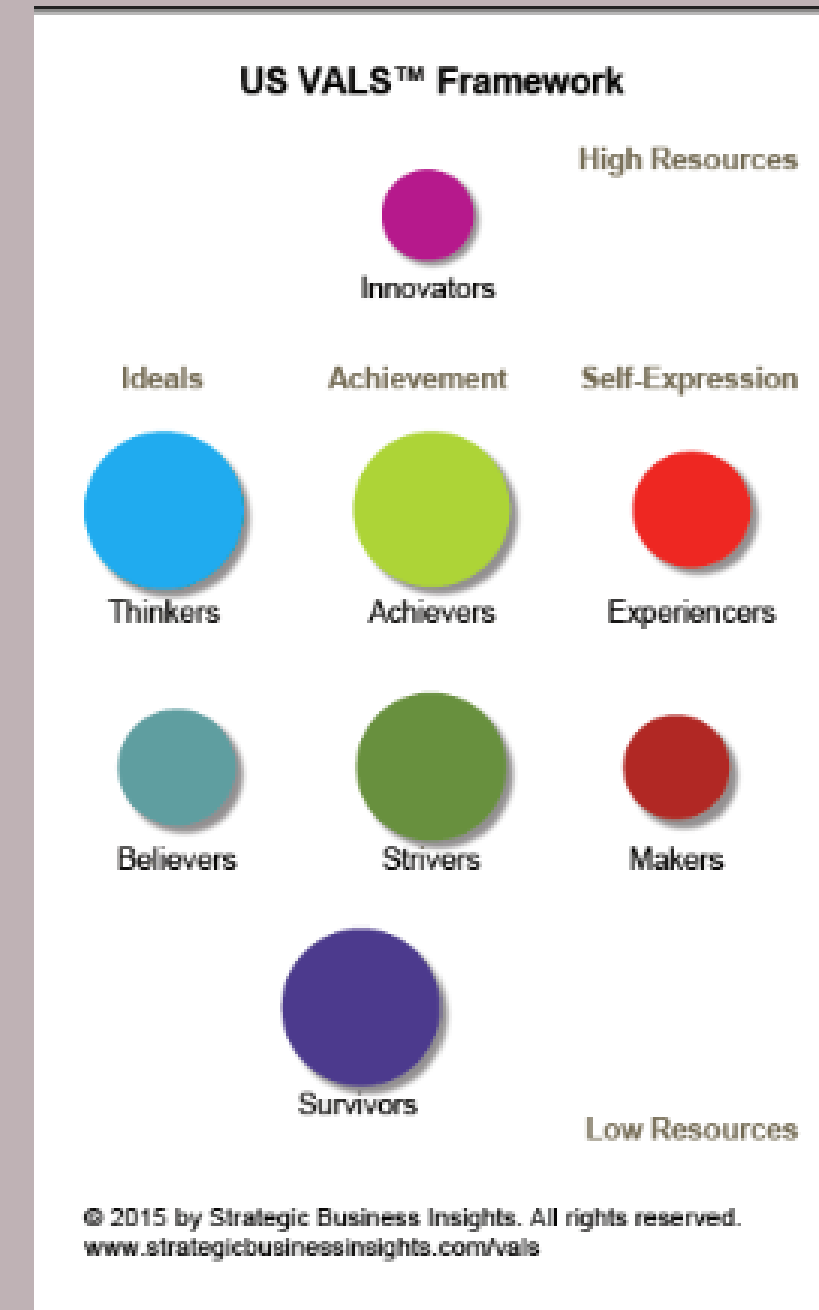 US VALS™ Framework
High Resources
Innovators
Ideals Achievement Self-Expression
Thinkers Achievers Experiencers
Believers Strivers Makers
Survivors
Low Resources
© 2015 by Strategic Business Insights. All rights reserved.
www.strategicbusinessinsights.com/vals